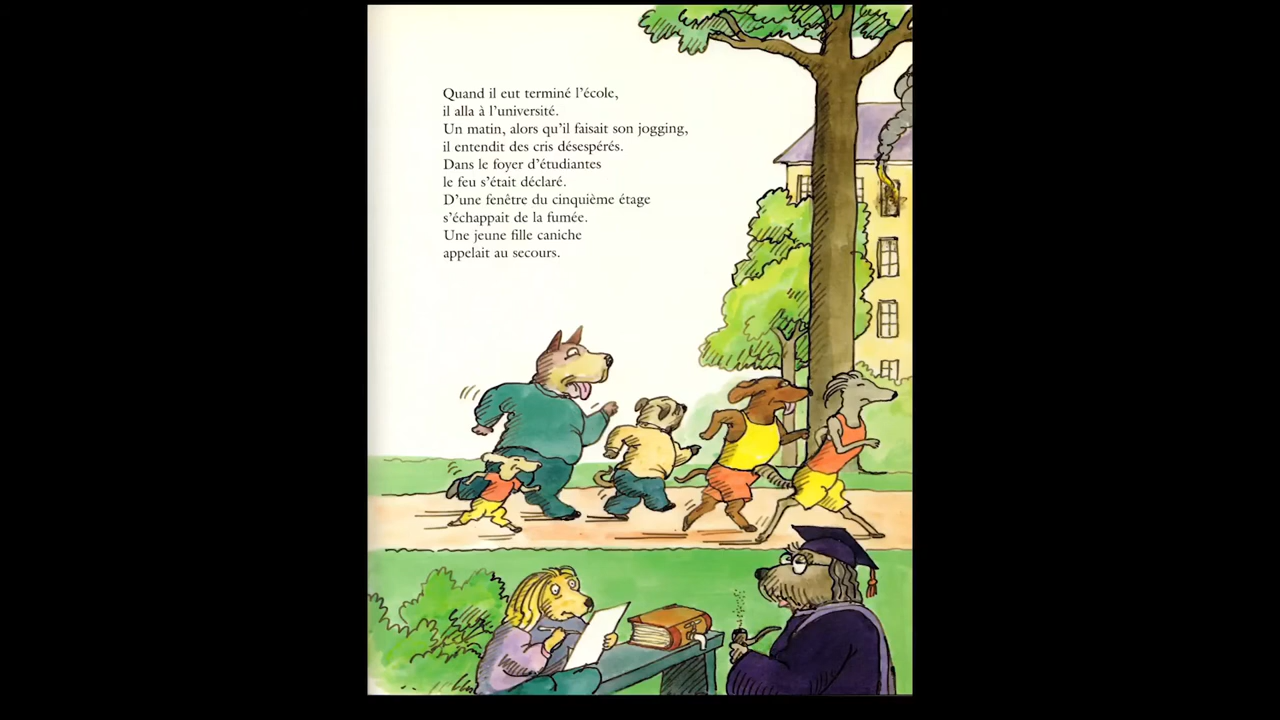 Quand il eut terminé l'école,
il alla à l'université.
Un matin, alors qu'il faisait son jogging,
il entendit des cris désespérés.
Dans le foyer d'étudiantes
le feu s'était déclaré.
D'une fenêtre du cinquième étage
s'échappait de la fumée.
Une jeune fille caniche
appelait au secours.